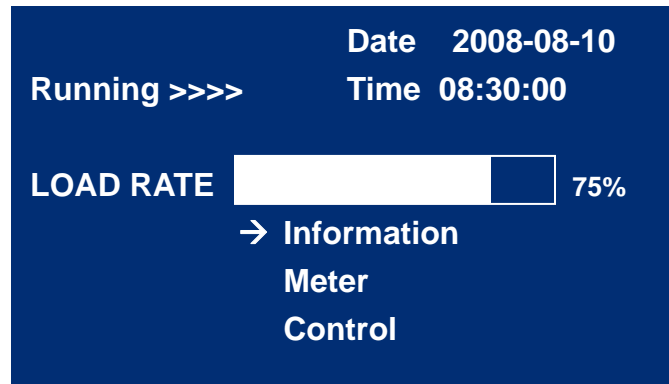 Date 2008-08-10
Running >>>> Time 08:30:00
LOAD RATE 75%
→ Information
Meter
Control